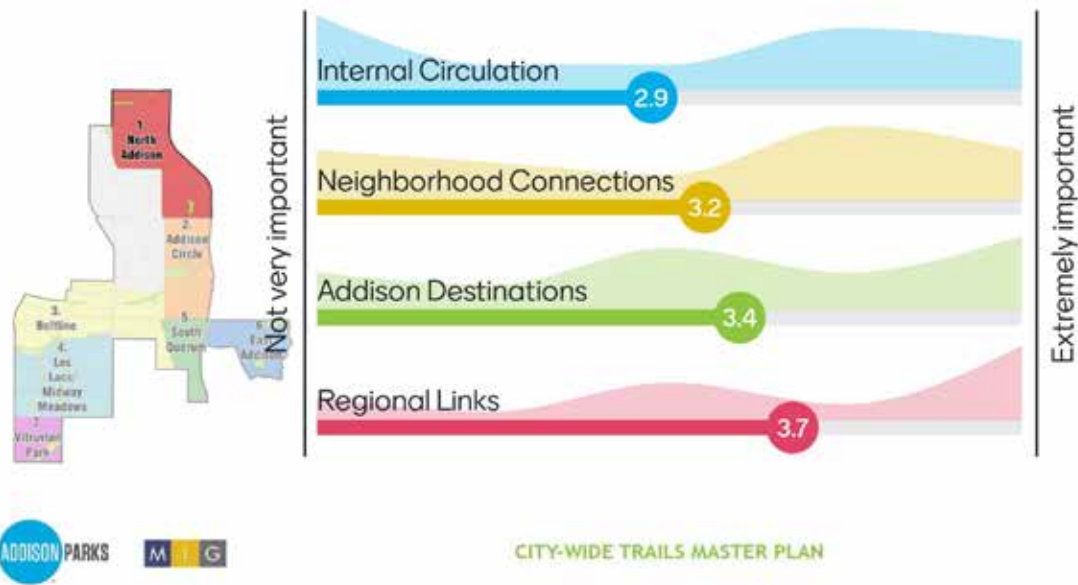 Internal Circulation
2.9
Neighborhood Connections
3.2
Addison Destinations
3.4
Regional Links
3.7
Not very important
Extremely important
1.
North
Addison
2.
Addison
Circle
3.
Beltline
4.
Les
Lacs/
Midway
Meadows
5.
South
Quorum
6.
East
Addison
7.
Vitruvian
Park
ADDISON PARKS
M I G
CITY-WIDE TRAILS MASTER PLAN